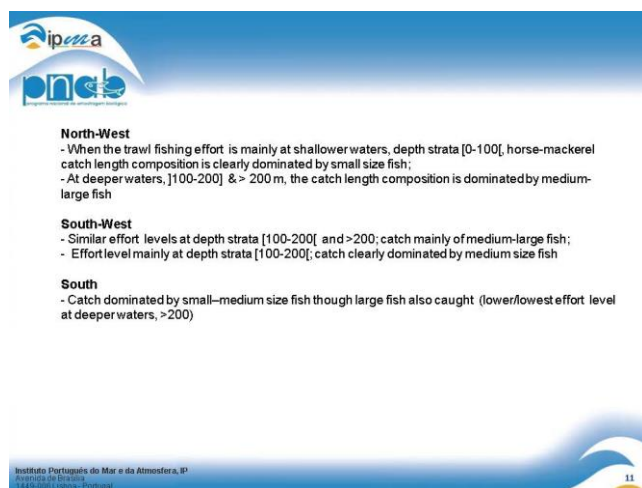 ipma
pnab
programa nacional de amostragem biológica
North-West
- When the trawl fishing effort is mainly at shallower waters, depth strata [0-100[, horse-mackerel
catch length composition is clearly dominated by small size fish;
- At deeper waters, ]100-200] & > 200 m, the catch length composition is dominated by medium-
large fish
South-West
- Similar effort levels at depth strata [100-200[ and >200; catch mainly of medium-large fish;
- Effort level mainly at depth strata [100-200[; catch clearly dominated by medium size fish
South
- Catch dominated by small–medium size fish though large fish also caught (lower/lowest effort level
at deeper waters, >200)
Instituto Português do Mar e da Atmosfera, IP
Avenida de Brasília
1449-006 Lisboa - Portugal
11